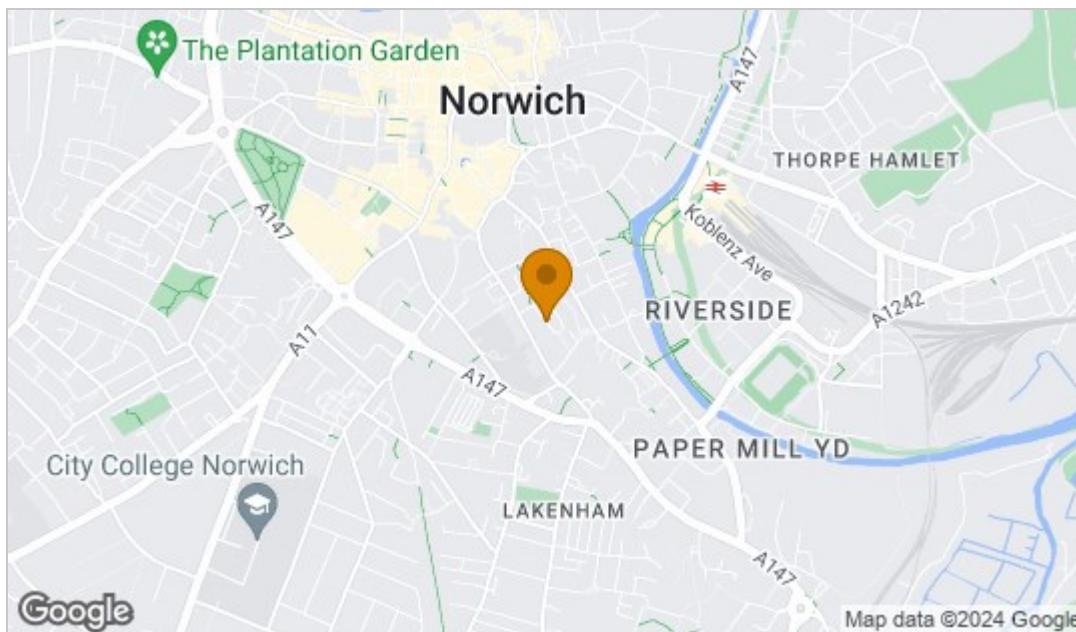 The Plantation Garden
Norwich
A147
THORPE HAMLET
A147
Koblenz Ave
RIVERSIDE
A1242
A11
A147
PAPER MILL YD
City College Norwich
LAKENHAM
A147
Google
Map data ©2024 Google